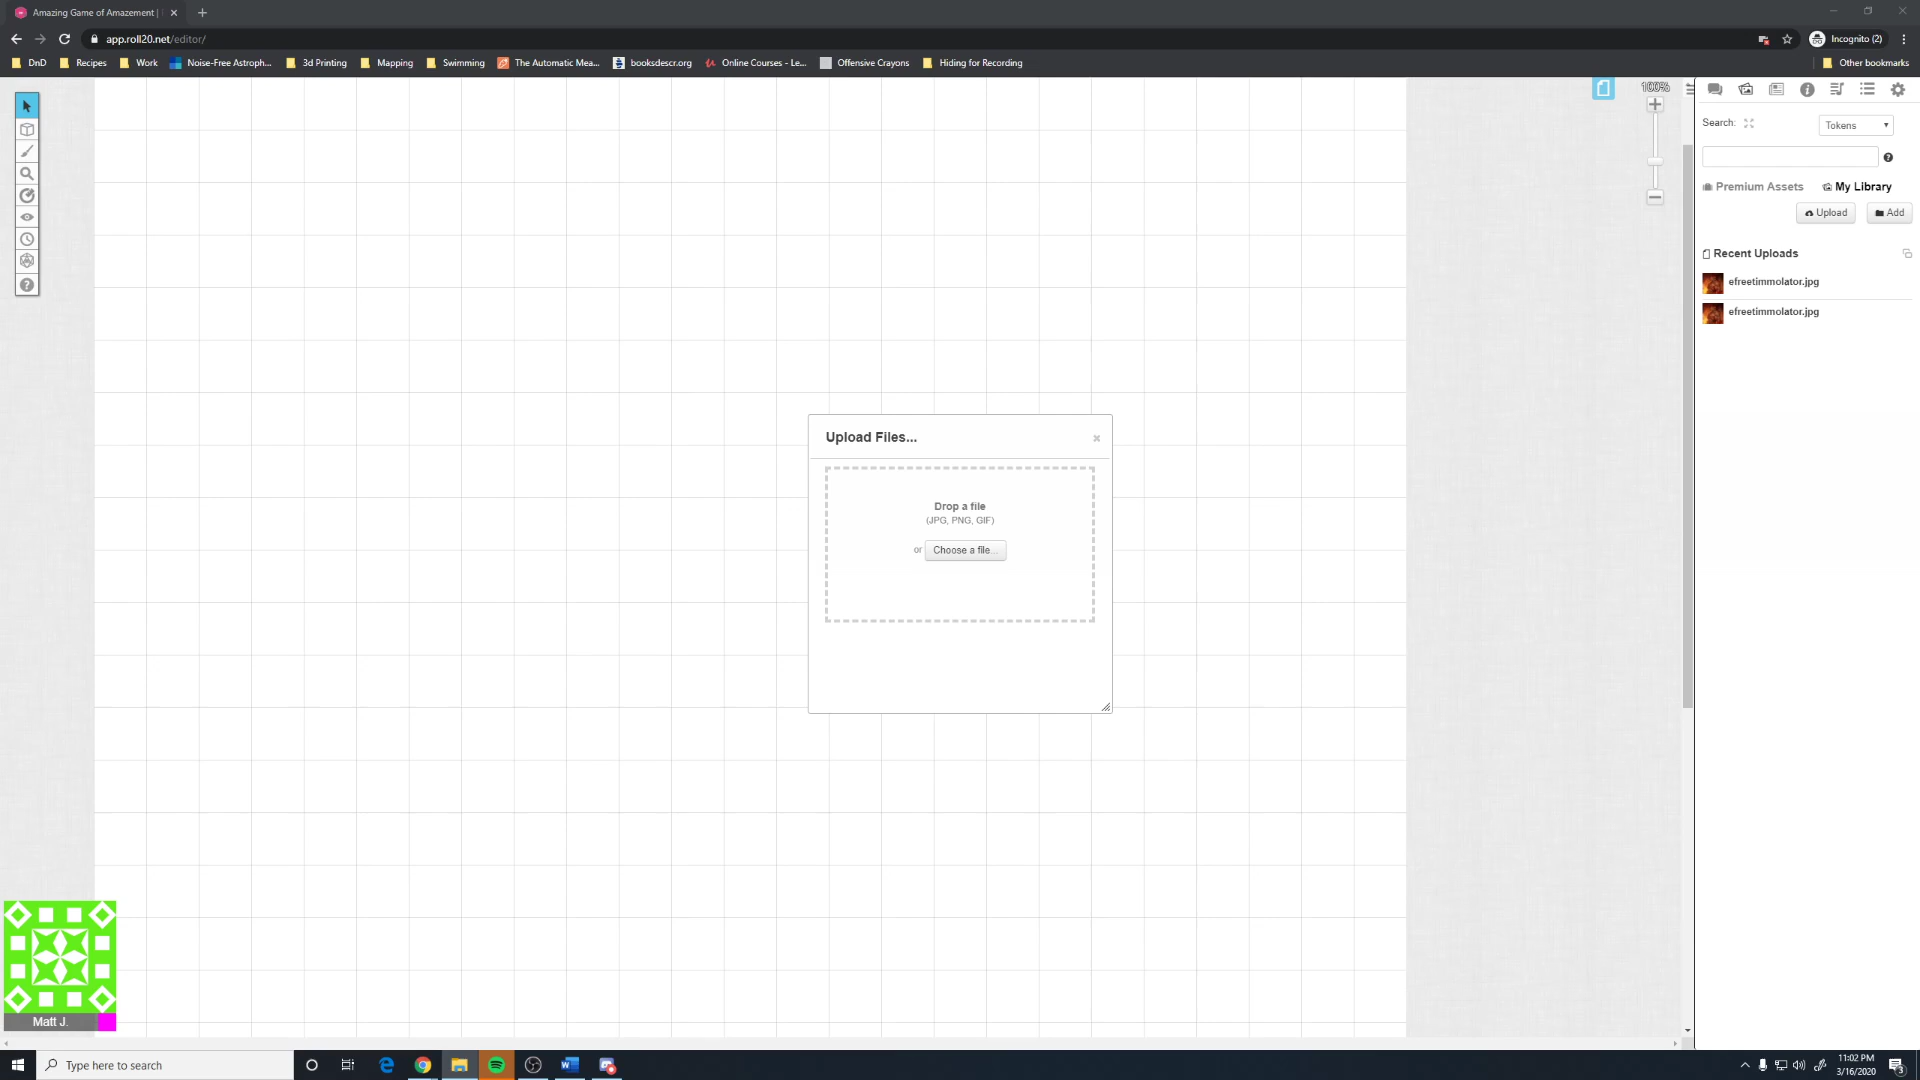 Amazing Game of Amazement |
app.roll20.net/editor/
Incognito (2)
DnD
Recipes
Work
Noise-Free Astroph...
3d Printing
Mapping
Swimming
The Automatic Mea...
booksdescr.org
Online Courses - Le...
Offensive Crayons
Hiding for Recording
Other bookmarks
100%
Search:
Tokens
Premium Assets
My Library
Upload
Add
Recent Uploads
efreetimmolator.jpg
efreetimmolator.jpg
Upload Files...
Drop a file
(JPG, PNG, GIF)
or Choose a file...
Matt J.
Type here to search
11:02 PM
3/16/2020
3